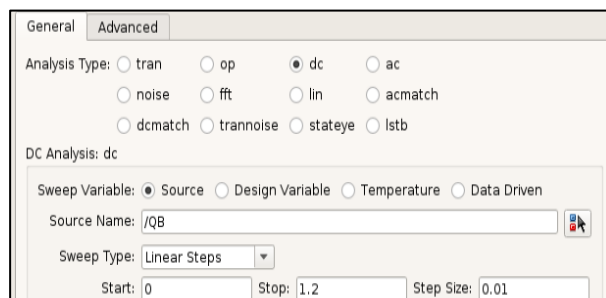 General Advanced
Analysis Type: tran op dc ac
noise fft lin acmatch
dcmatch trannoise stateye lstb
DC Analysis: dc
Sweep Variable: Source Design Variable Temperature Data Driven
Source Name: /QB
Sweep Type: Linear Steps
Start: 0 Stop: 1.2 Step Size: 0.01